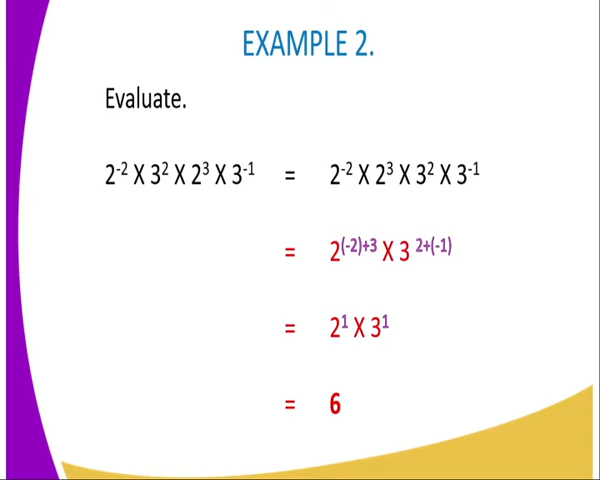 EXAMPLE 2.
Evaluate.
2⁻² X 3² X 2³ X 3⁻¹ = 2⁻² X 2³ X 3² X 3⁻¹
= 2⁽⁻²⁾⁺³ X 3 ²⁺⁽⁻¹⁾
= 2¹ X 3¹
= 6